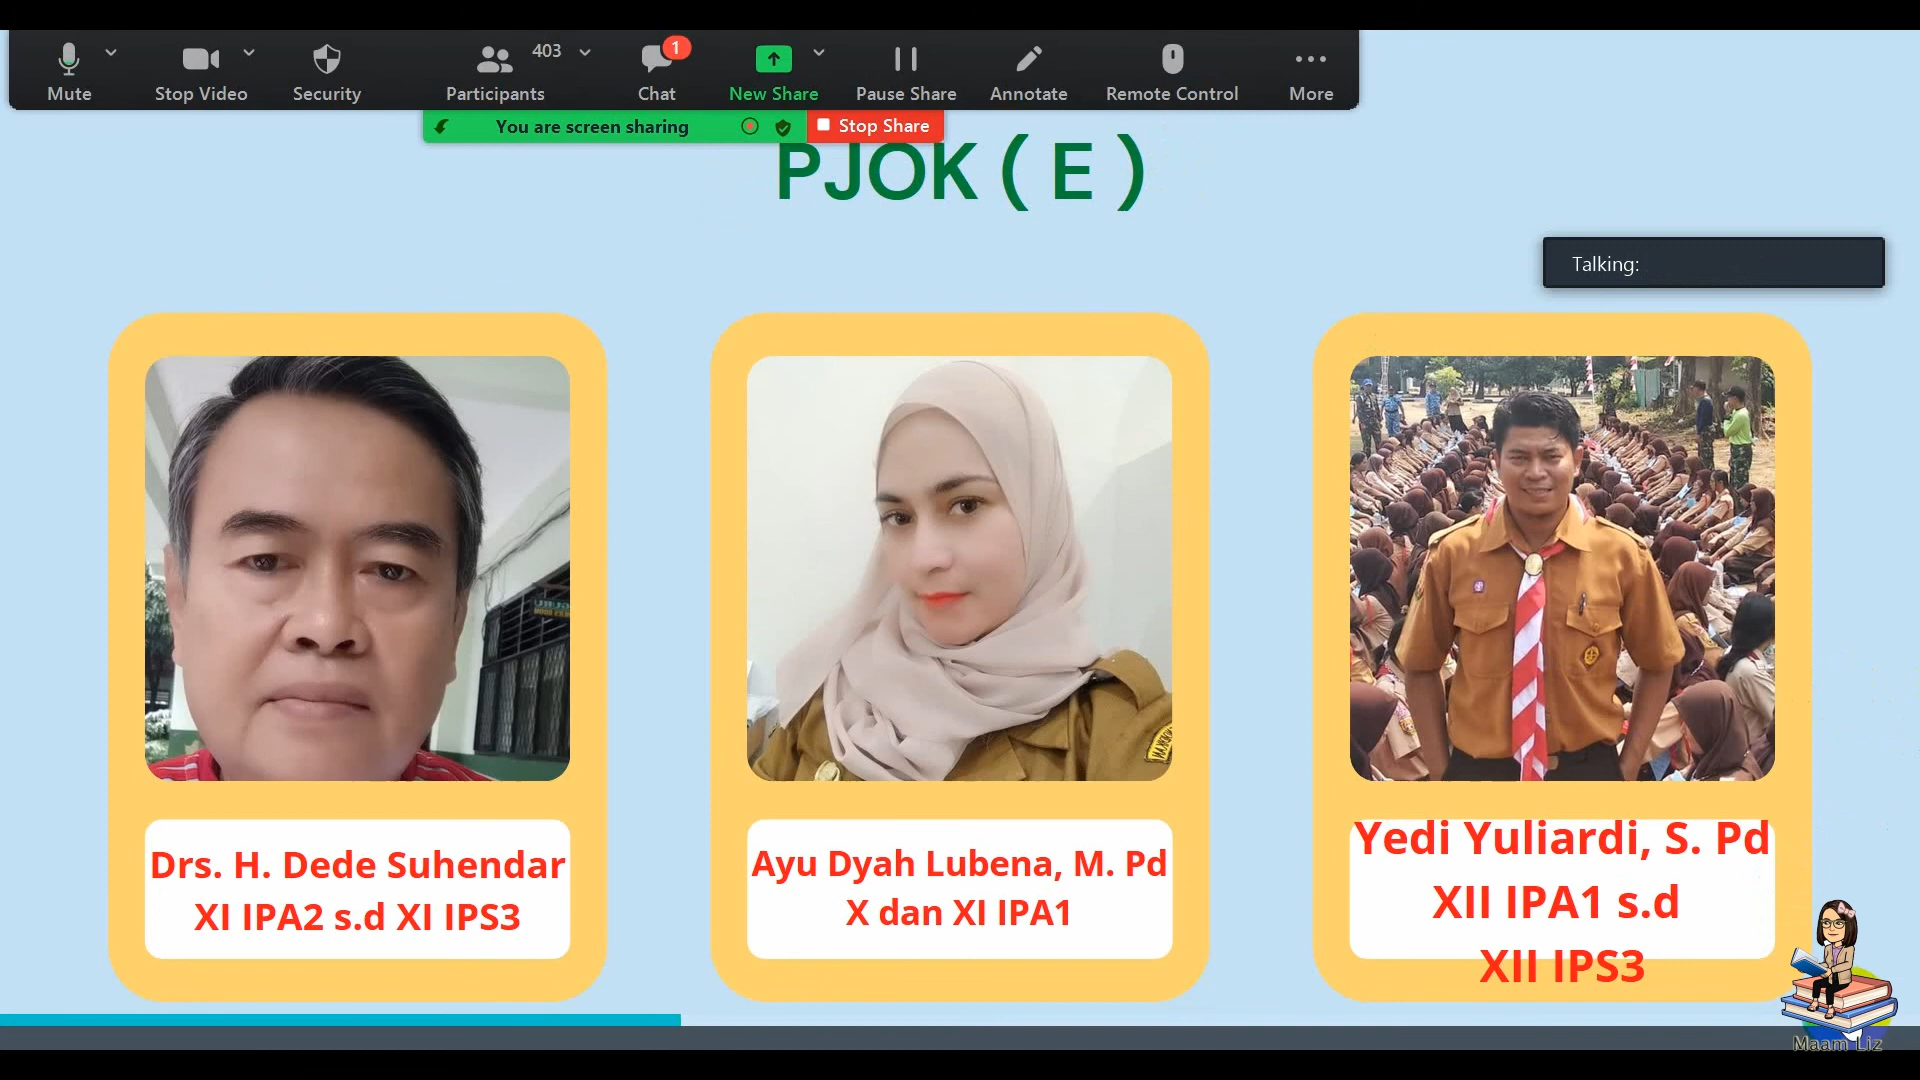 Mute
Stop Video
Security
Participants
403
Chat
1
New Share
Pause Share
Annotate
Remote Control
More
You are screen sharing
Stop Share
PJOK ( E )
Talking:
Drs. H. Dede Suhendar
XI IPA2 s.d XI IPS3
Ayu Dyah Lubena, M. Pd
X dan XI IPA1
Yedi Yuliardi, S. Pd
XII IPA1 s.d
XII IPS3
Maam Liz